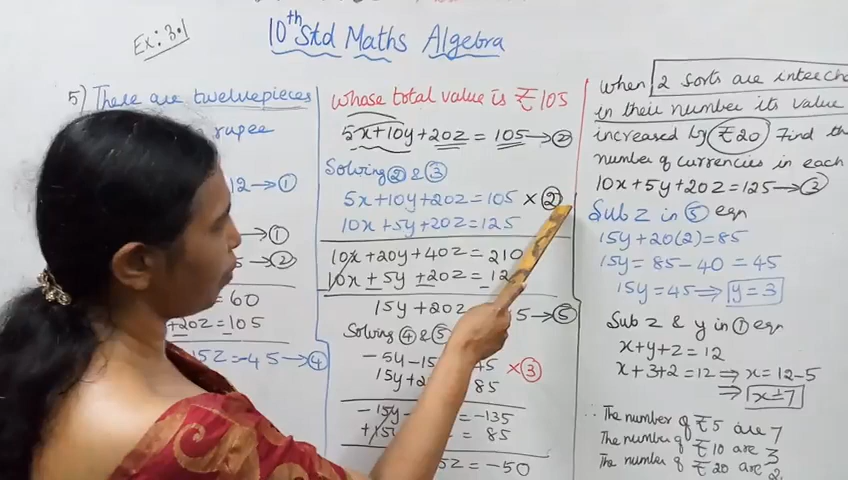 Ex: 3.1
10th Std Maths Algebra
5) There are twelve pieces
rupee
12 → ①
→ ①
5 → ②
= 60
+20z = 105
15z = -45 → ④
whose total value is ₹105
5x+10y+20z = 105 → ②
Solving ② & ③
5x+10y+20z = 105 × ②
10x+5y+20z = 125
10x+20y+40z = 210
10x+5y+20z = 12
15y+20z
5 → ⑤
Solving ④ & ⑤
-5y-15
45 × ③
15y+2
85
-15y
= -135
+15
= 85
5z = -50
when 2 sorts are interch
in their number its value
increased by ₹20 Find the
number of currencies in each
10x+5y+20z = 125 → ③
Sub z in ⑤ eqn
15y+20(2) = 85
15y = 85-40 = 45
15y = 45 ⇒ y = 3
Sub z & y in ① eqn
x+y+z = 12
x+3+2 = 12 ⇒ x = 12-5
⇒ x = 7
∴ The number of ₹5 are 7
The number of ₹10 are 3
The number of ₹20 are 2